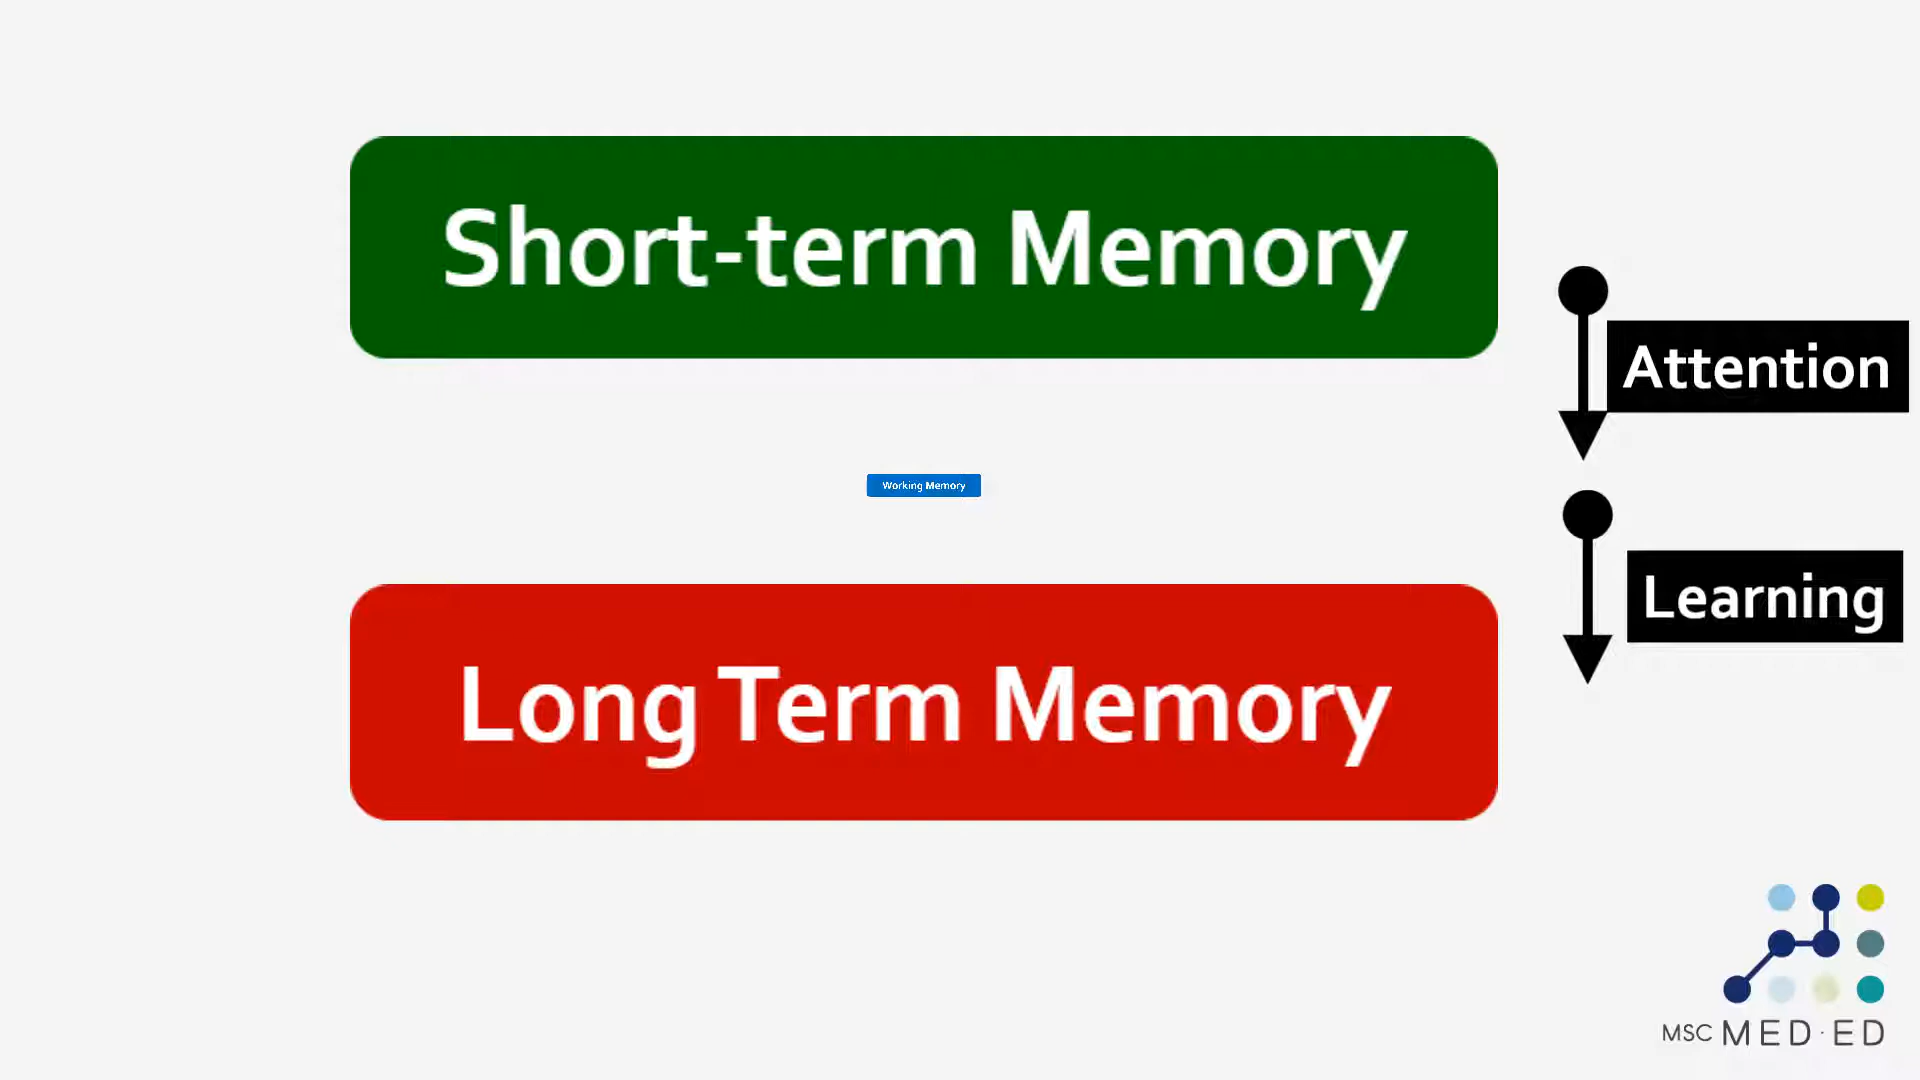 Short-term Memory
Attention
Working Memory
Learning
Long Term Memory
MSC MED·ED